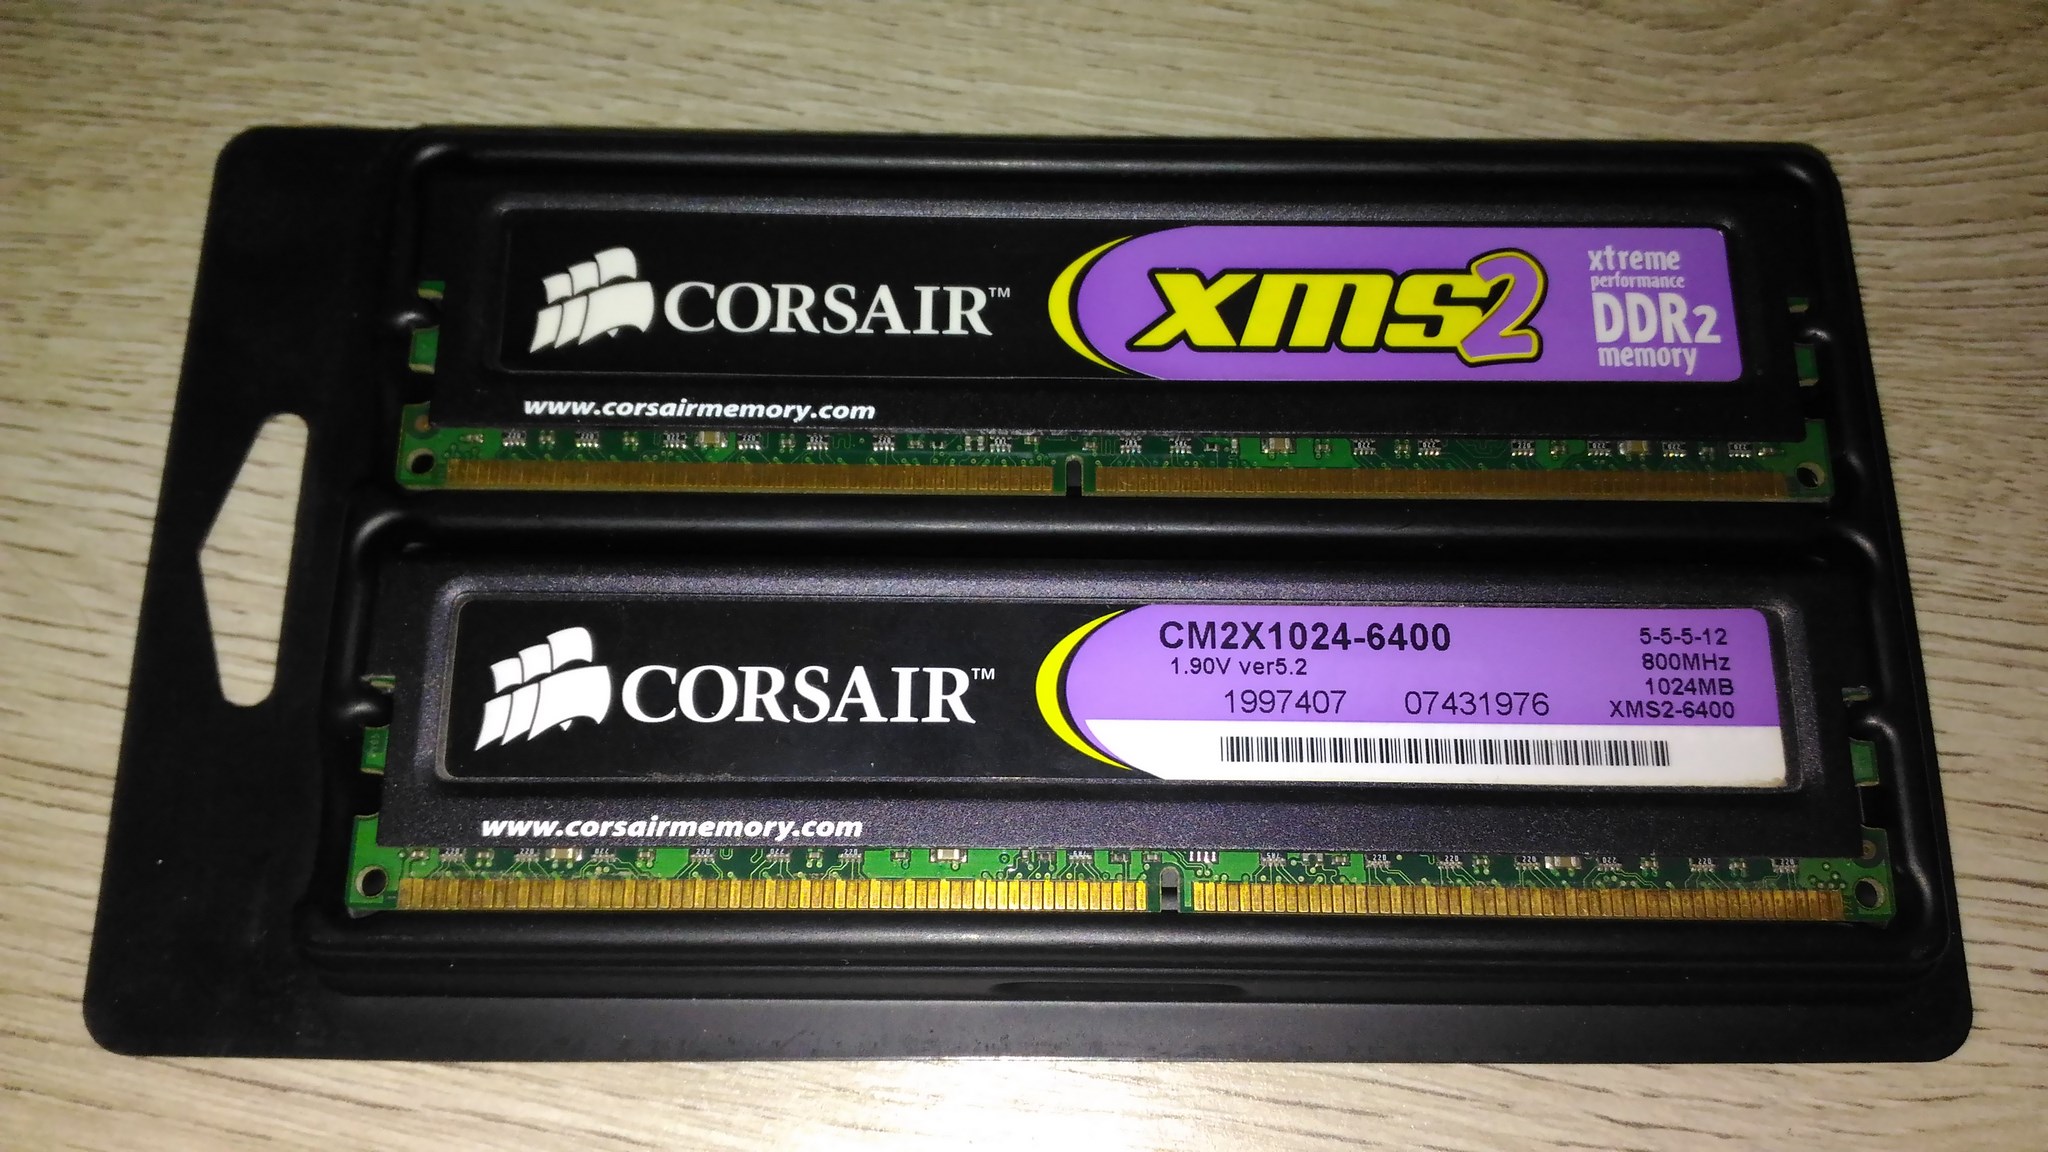 CORSAIR™
xms2
xtreme
performance
DDR2
memory
www.corsairmemory.com
CORSAIR™
CM2X1024-6400
1.90V ver5.2
1997407 07431976
5-5-5-12
800MHz
1024MB
XMS2-6400
www.corsairmemory.com